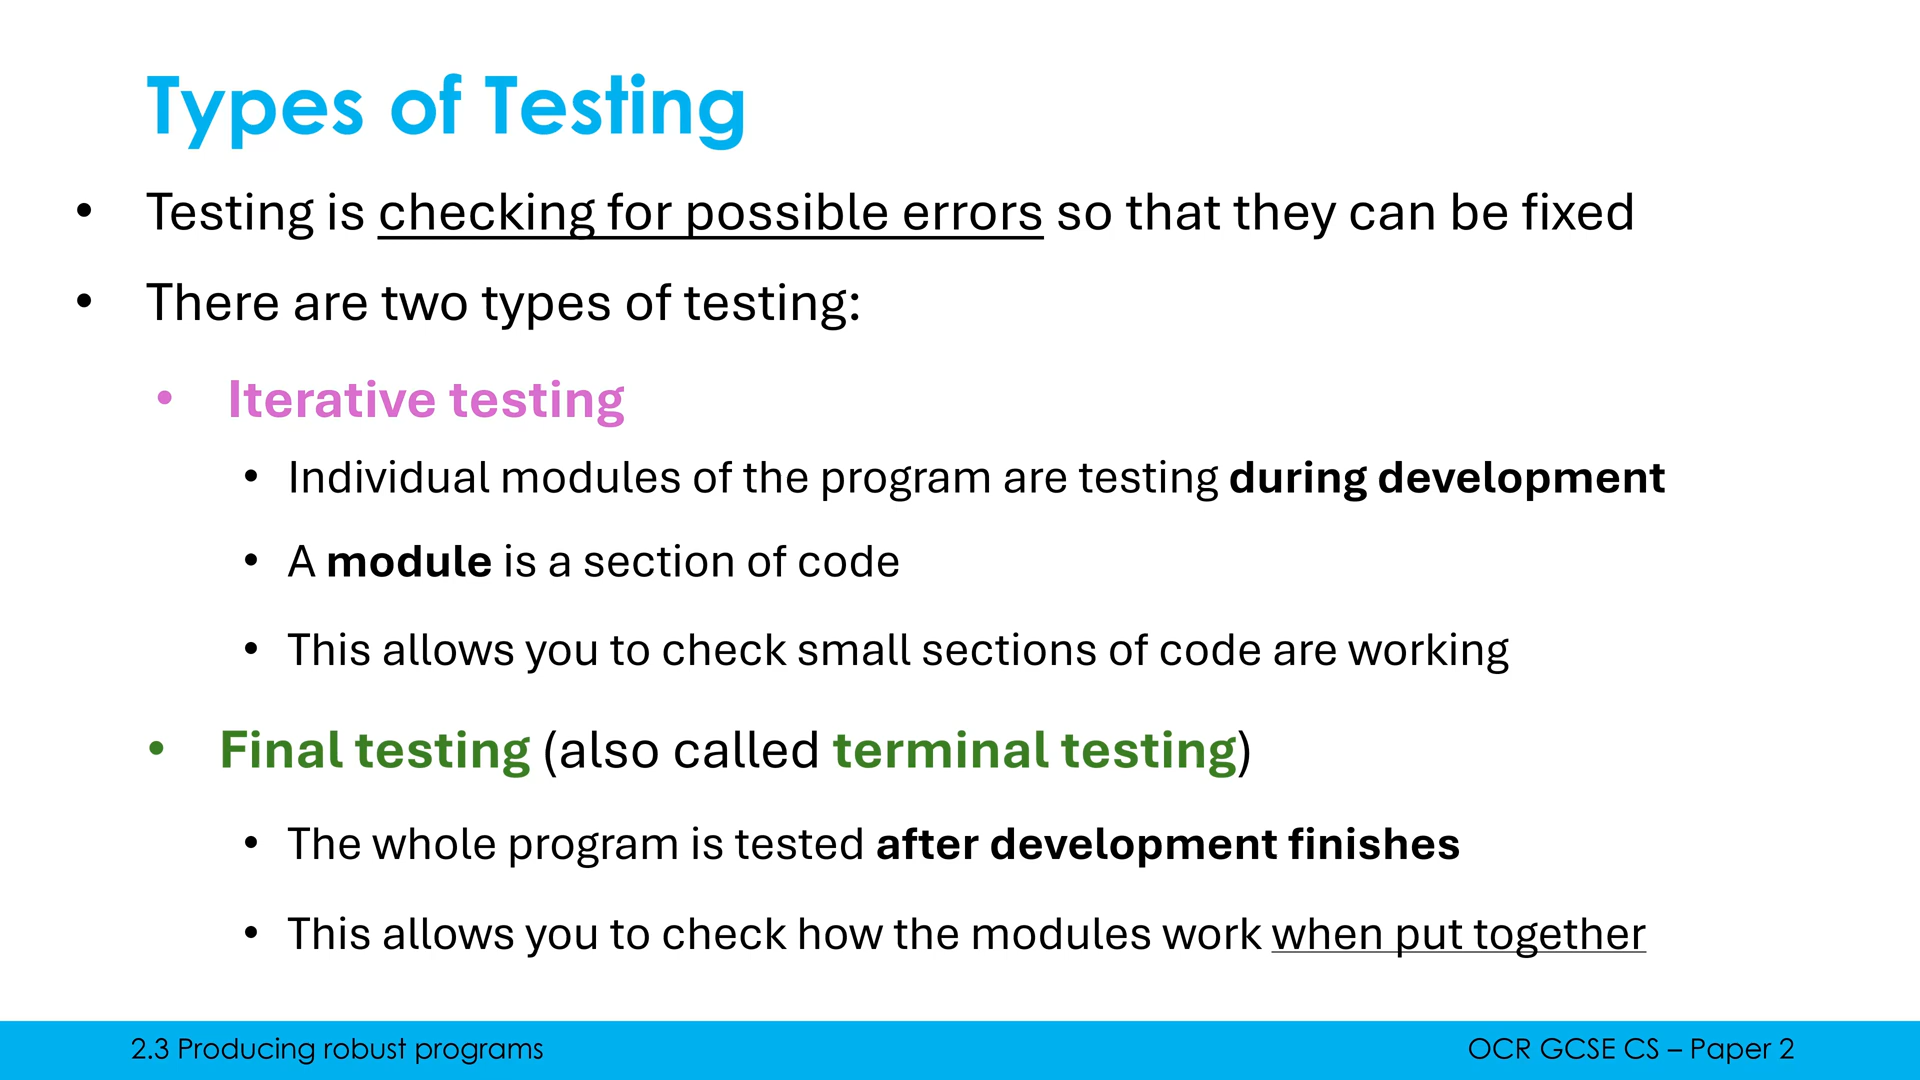 Types of Testing
• Testing is checking for possible errors so that they can be fixed
• There are two types of testing:
• Iterative testing
• Individual modules of the program are testing during development
• A module is a section of code
• This allows you to check small sections of code are working
• Final testing (also called terminal testing)
• The whole program is tested after development finishes
• This allows you to check how the modules work when put together
2.3 Producing robust programs
OCR GCSE CS – Paper 2